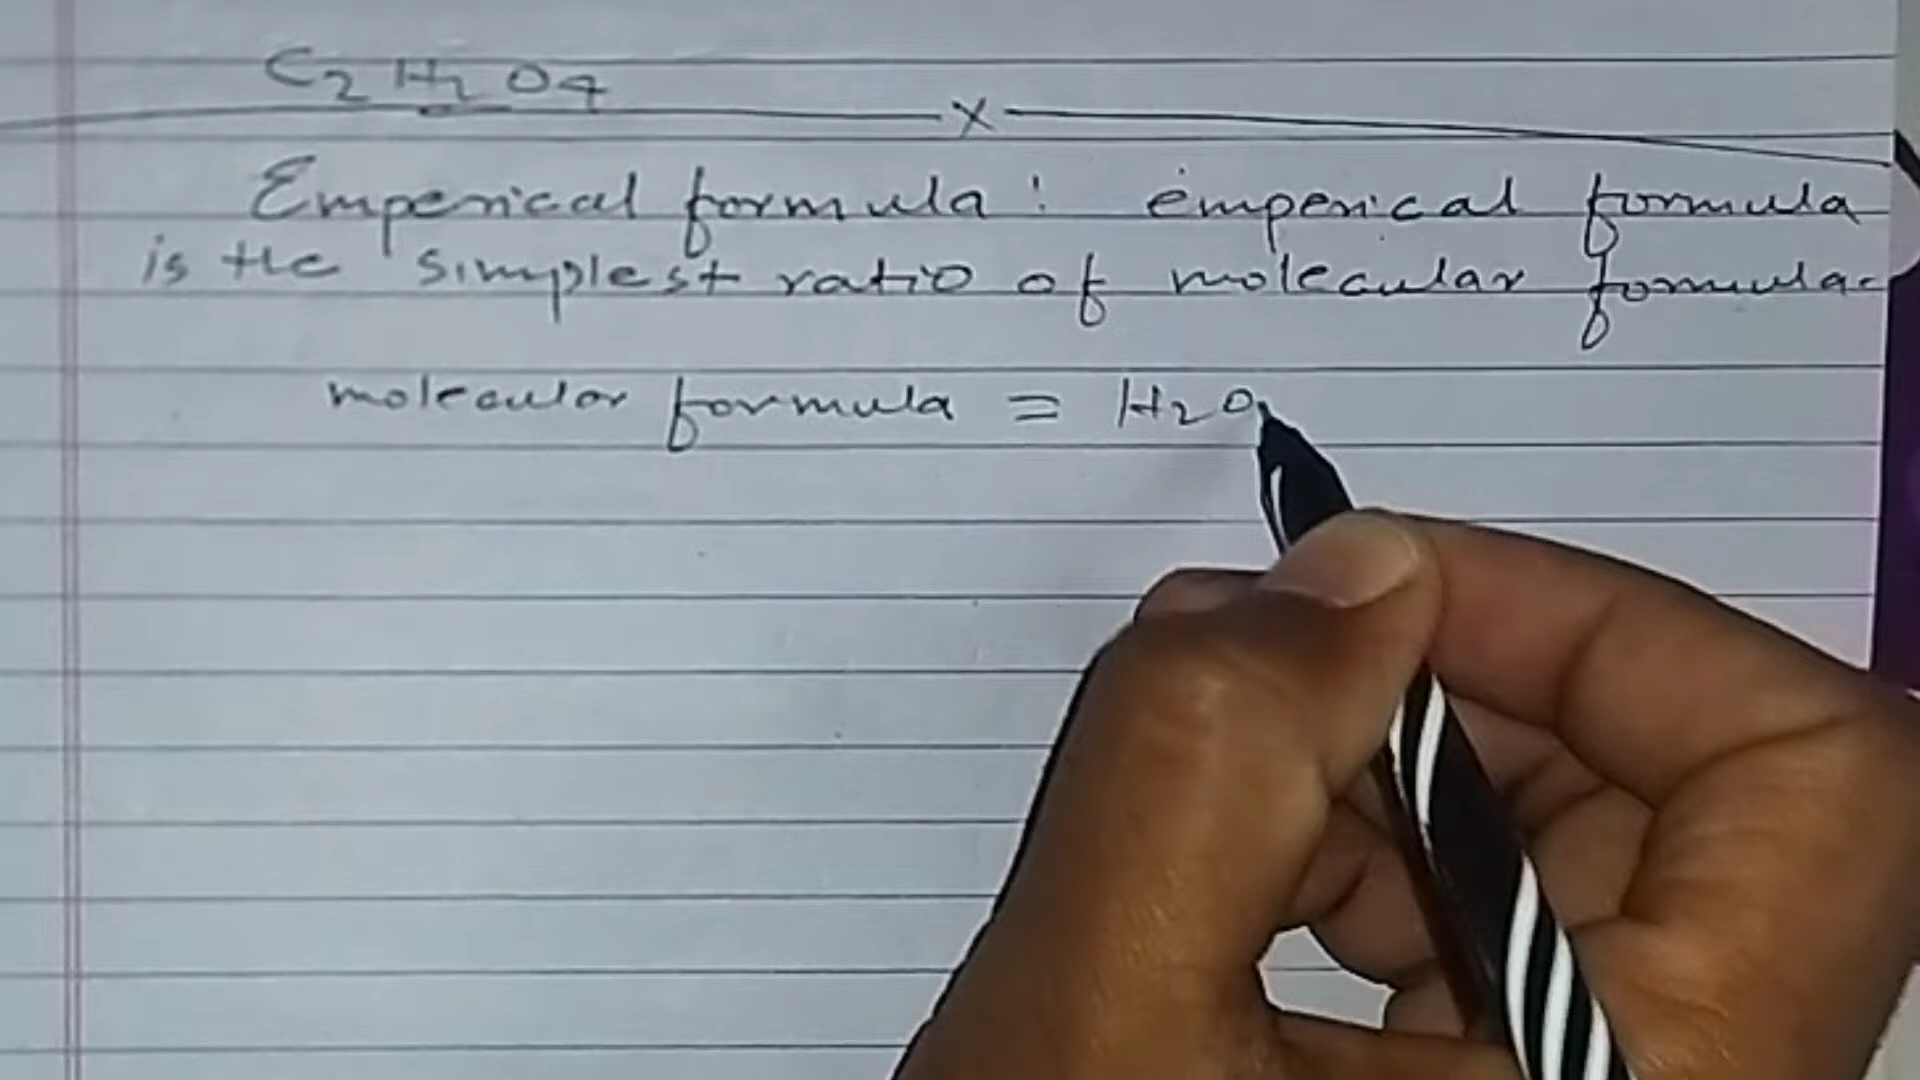 C2H2O4
X
Emperical formula : emperical formula
is the simplest ratio of molecular formula.
molecular formula = H2O